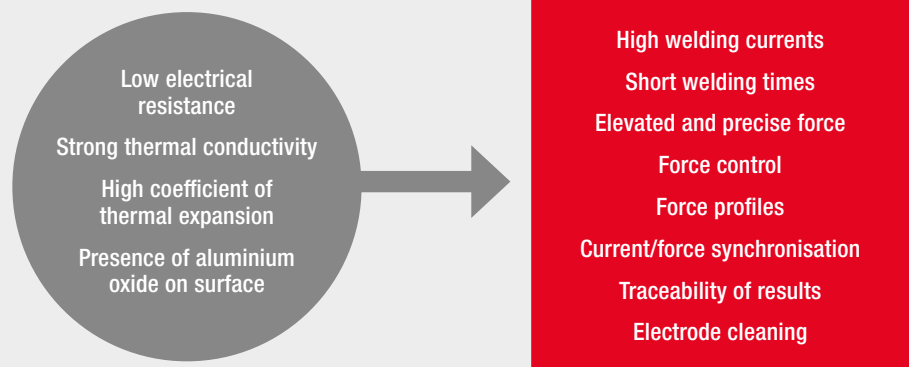 Low electrical
resistance
Strong thermal conductivity
High coefficient of
thermal expansion
Presence of aluminium
oxide on surface
High welding currents
Short welding times
Elevated and precise force
Force control
Force profiles
Current/force synchronisation
Traceability of results
Electrode cleaning